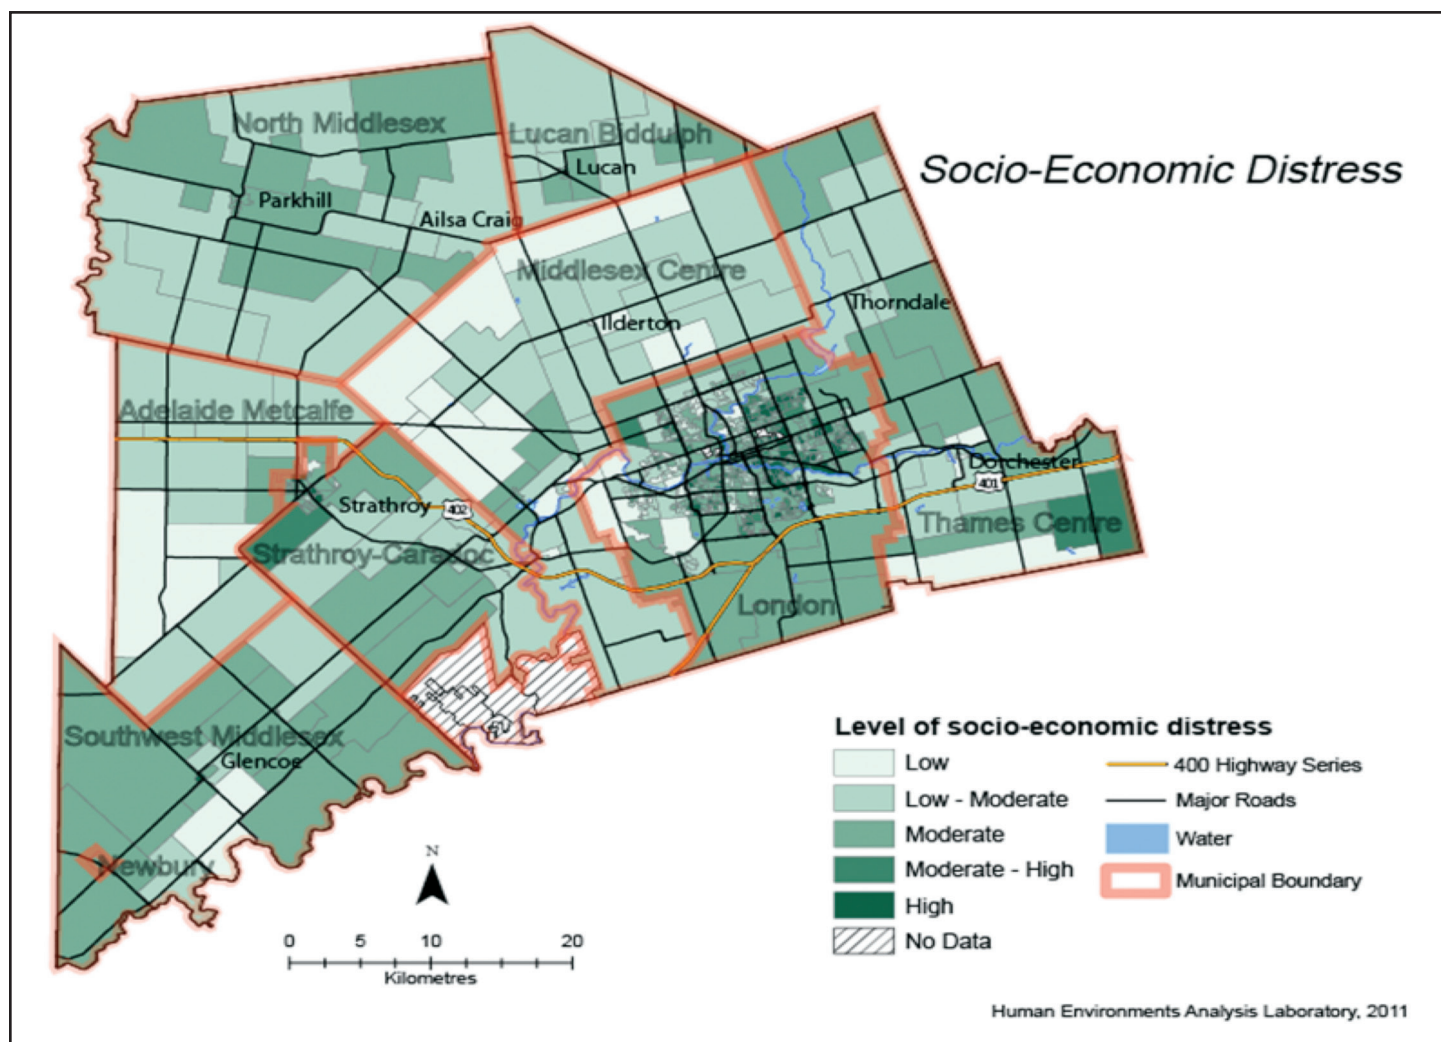 Socio-Economic Distress
North Middlesex
Lucan Biddulph
Lucan
Parkhill
Ailsa Craig
Middlesex Centre
Ilderton
Thorndale
Adelaide Metcalfe
Strathroy
402
Strathroy-Caradoc
Dorchester
401
Thames Centre
London
Southwest Middlesex
Glencoe
Newbury
Level of socio-economic distress
Low
Low - Moderate
Moderate
Moderate - High
High
No Data
400 Highway Series
Major Roads
Water
Municipal Boundary
N
0 5 10 20
Kilometres
Human Environments Analysis Laboratory, 2011